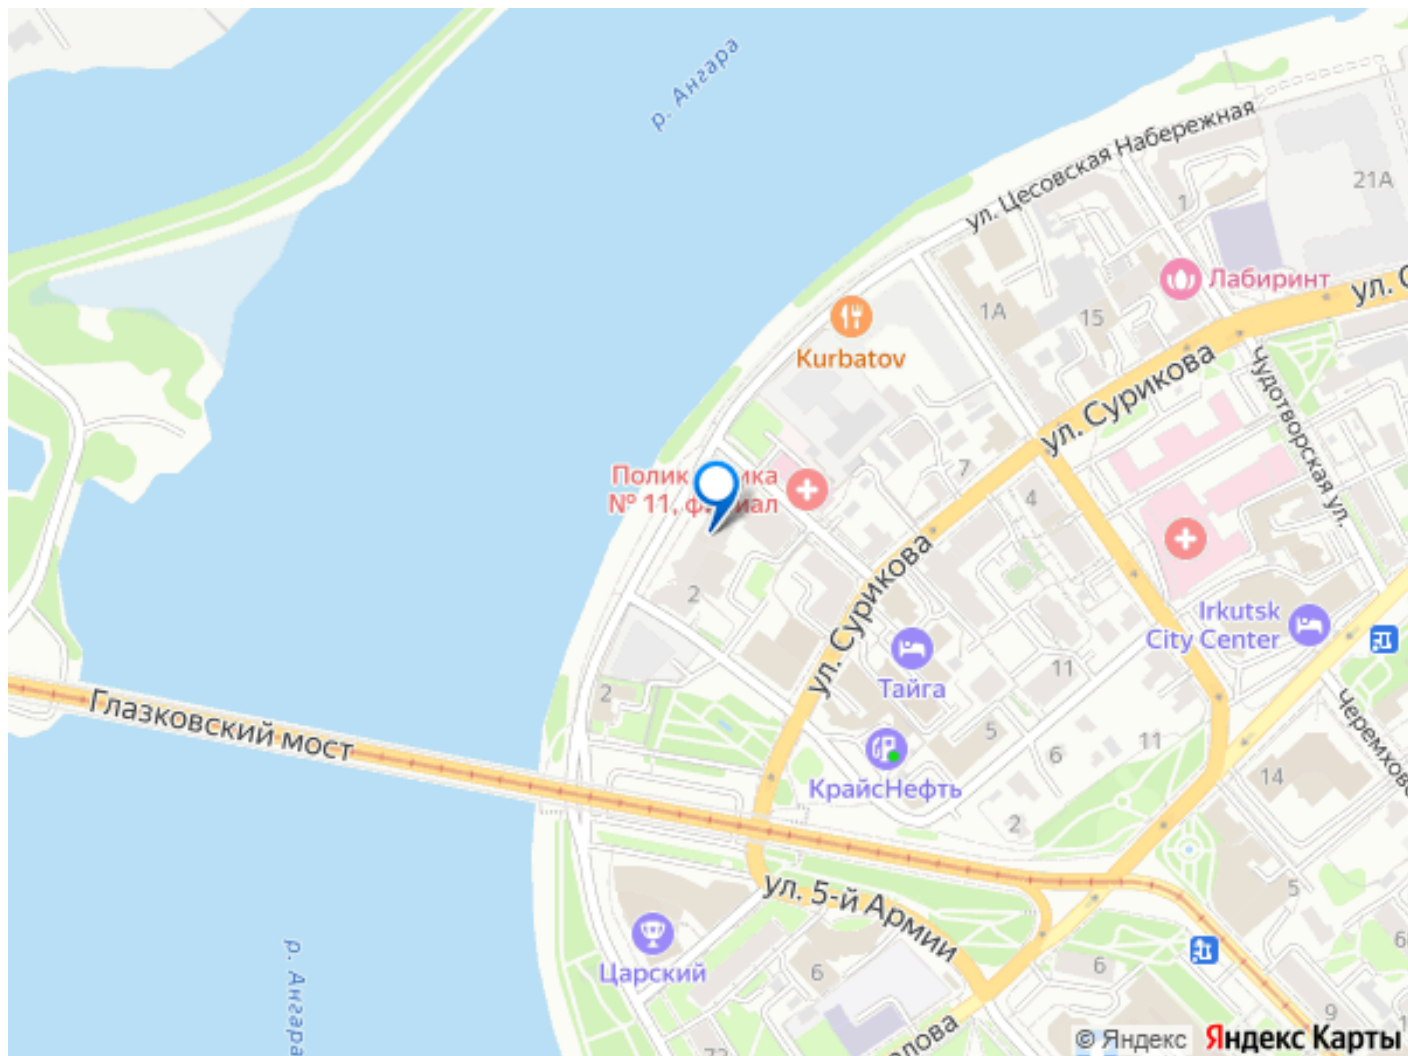 р. Ангара
ул. Цесовская Набережная
21А
1
Лабиринт
ул. С
1А
15
Kurbatov
ул. Сурикова
Чудотворская ул.
7
4
№ 11,
ул. Сурикова
2
Irkutsk
City Center
Тайга
11
2
5
6
11
Глазковский мост
КрайсНефть
14
2
5
ул. 5-й Армии
Царский
6
6
9
р. Ангара
© Яндекс
Яндекс Карты